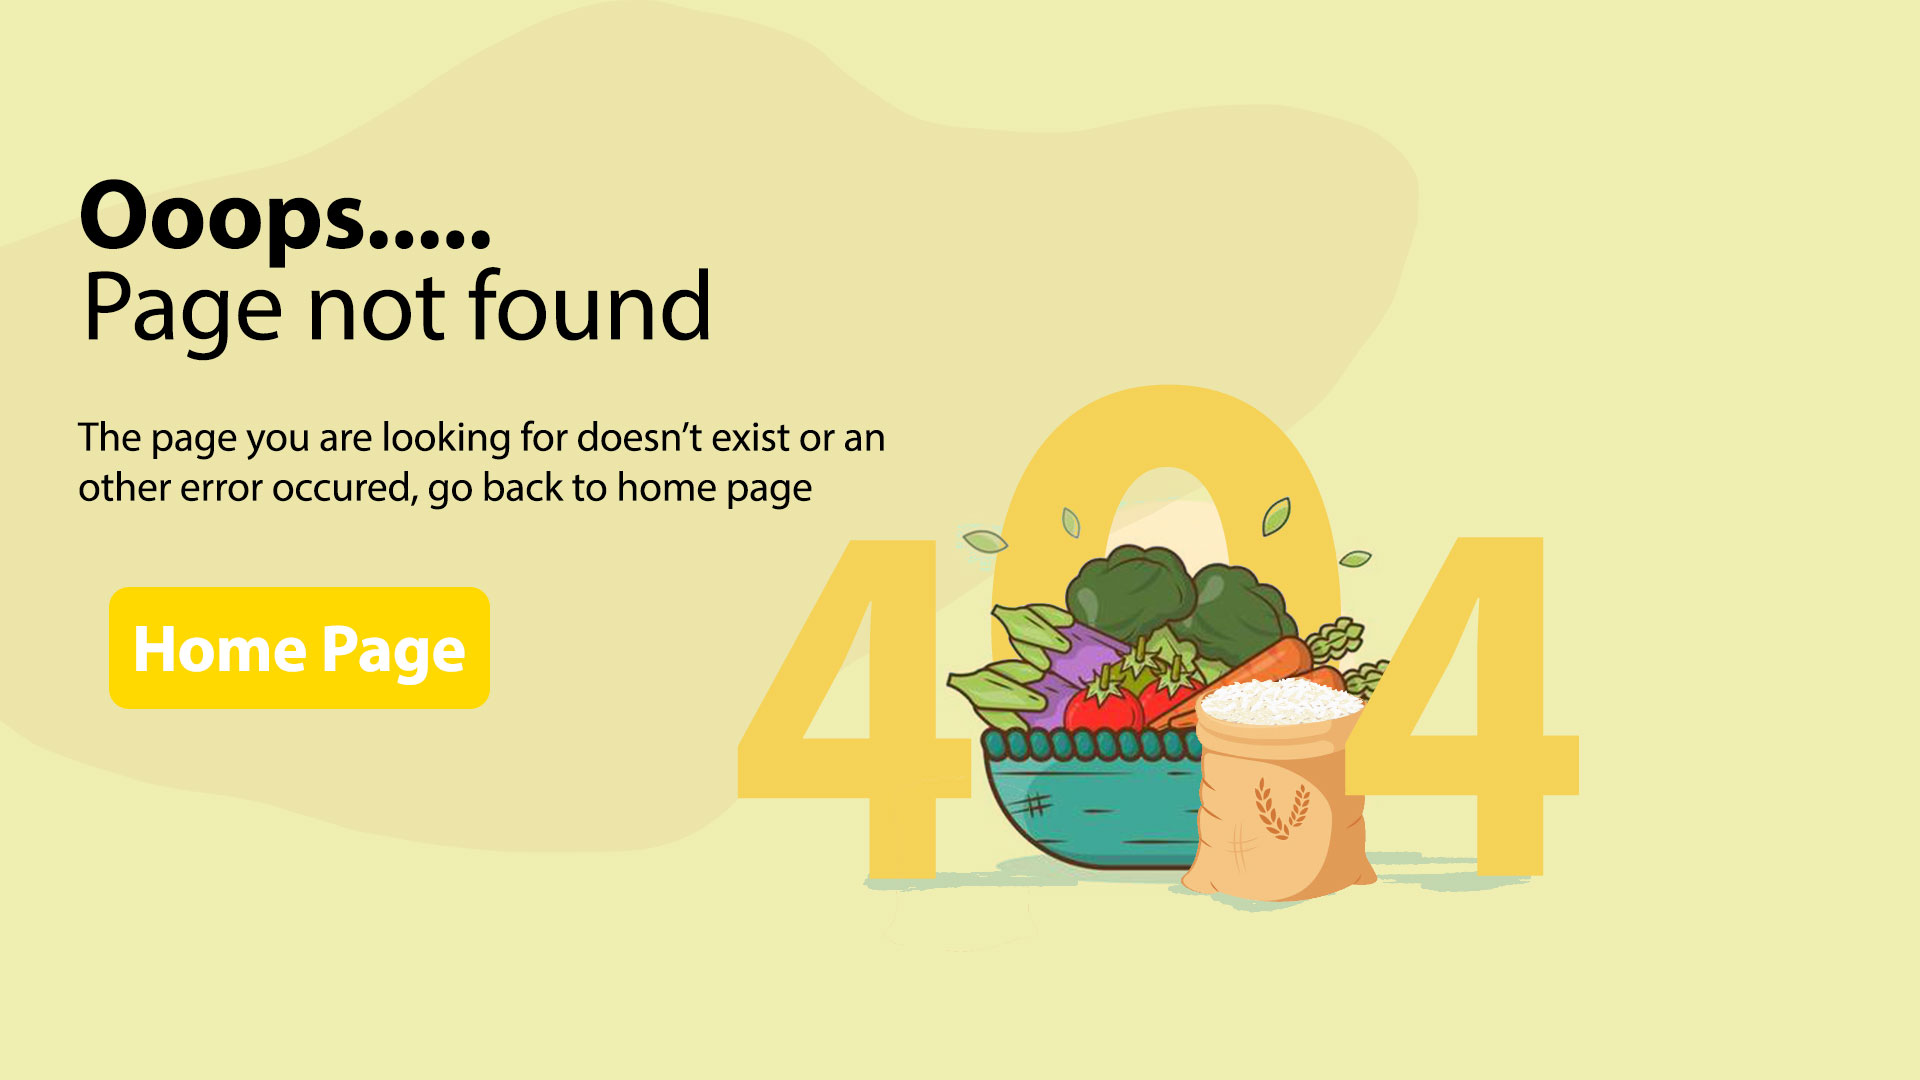 Ooops.....
Page not found
The page you are looking for doesn’t exist or an
other error occured, go back to home page
Home Page
404